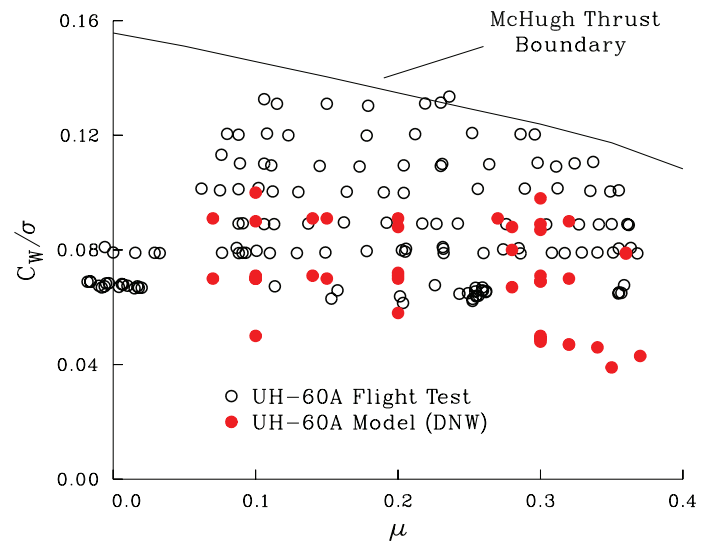 McHugh Thrust
Boundary
0.16
0.12
0.08
0.04
0.00
C_W/σ
UH-60A Flight Test
UH-60A Model (DNW)
0.0 0.1 0.2 0.3 0.4
μ